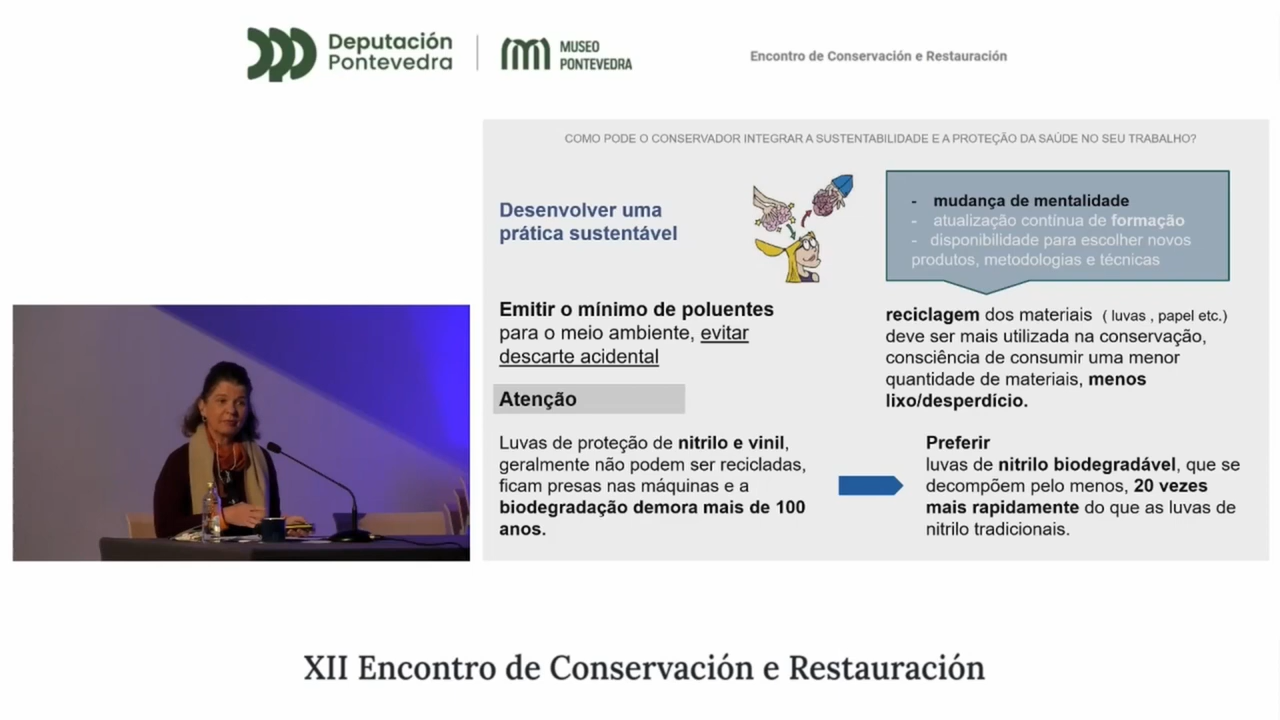 Deputación
Pontevedra
MUSEO
PONTEVEDRA
Encontro de Conservación e Restauración
COMO PODE O CONSERVADOR INTEGRAR A SUSTENTABILIDADE E A PROTEÇÃO DA SAÚDE NO SEU TRABALHO?
Desenvolver uma
prática sustentável
Emitir o mínimo de poluentes
para o meio ambiente, evitar
descarte acidental
Atenção
Luvas de proteção de nitrilo e vinil,
geralmente não podem ser recicladas,
ficam presas nas máquinas e a
biodegradação demora mais de 100
anos.
- mudança de mentalidade
- atualização contínua de formação
- disponibilidade para escolher novos
produtos, metodologias e técnicas
reciclagem dos materiais ( luvas , papel etc.)
deve ser mais utilizada na conservação,
consciência de consumir uma menor
quantidade de materiais, menos
lixo/desperdício.
Preferir
luvas de nitrilo biodegradável, que se
decompõem pelo menos, 20 vezes
mais rapidamente do que as luvas de
nitrilo tradicionais.
XII Encontro de Conservación e Restauración